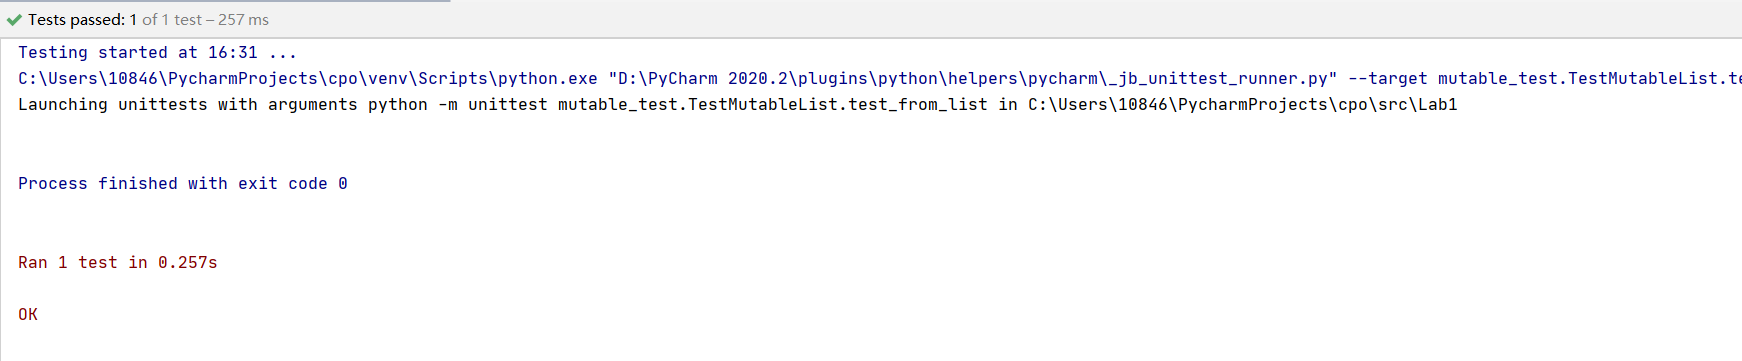 Tests passed: 1 of 1 test – 257 ms
Testing started at 16:31 ...
C:\Users\10846\PycharmProjects\cpo\venv\Scripts\python.exe "D:\PyCharm 2020.2\plugins\python\helpers\pycharm\_jb_unittest_runner.py" --target mutable_test.TestMutableList.te
Launching unittests with arguments python -m unittest mutable_test.TestMutableList.test_from_list in C:\Users\10846\PycharmProjects\cpo\src\Lab1
Process finished with exit code 0
Ran 1 test in 0.257s
OK